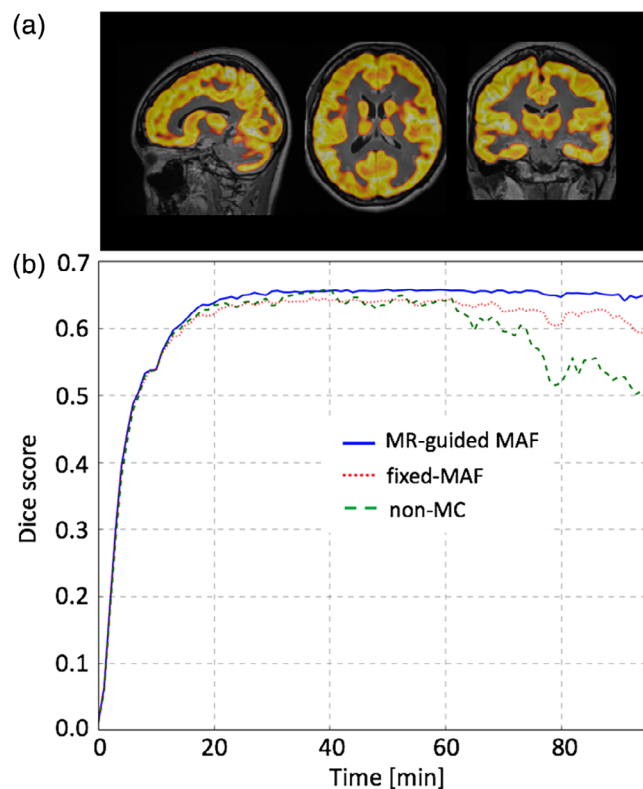 (a)
(b)
0.7
0.6
0.5
0.4
0.3
0.2
0.1
0.0
Dice score
MR-guided MAF
fixed-MAF
non-MC
0
20
40
60
80
Time [min]